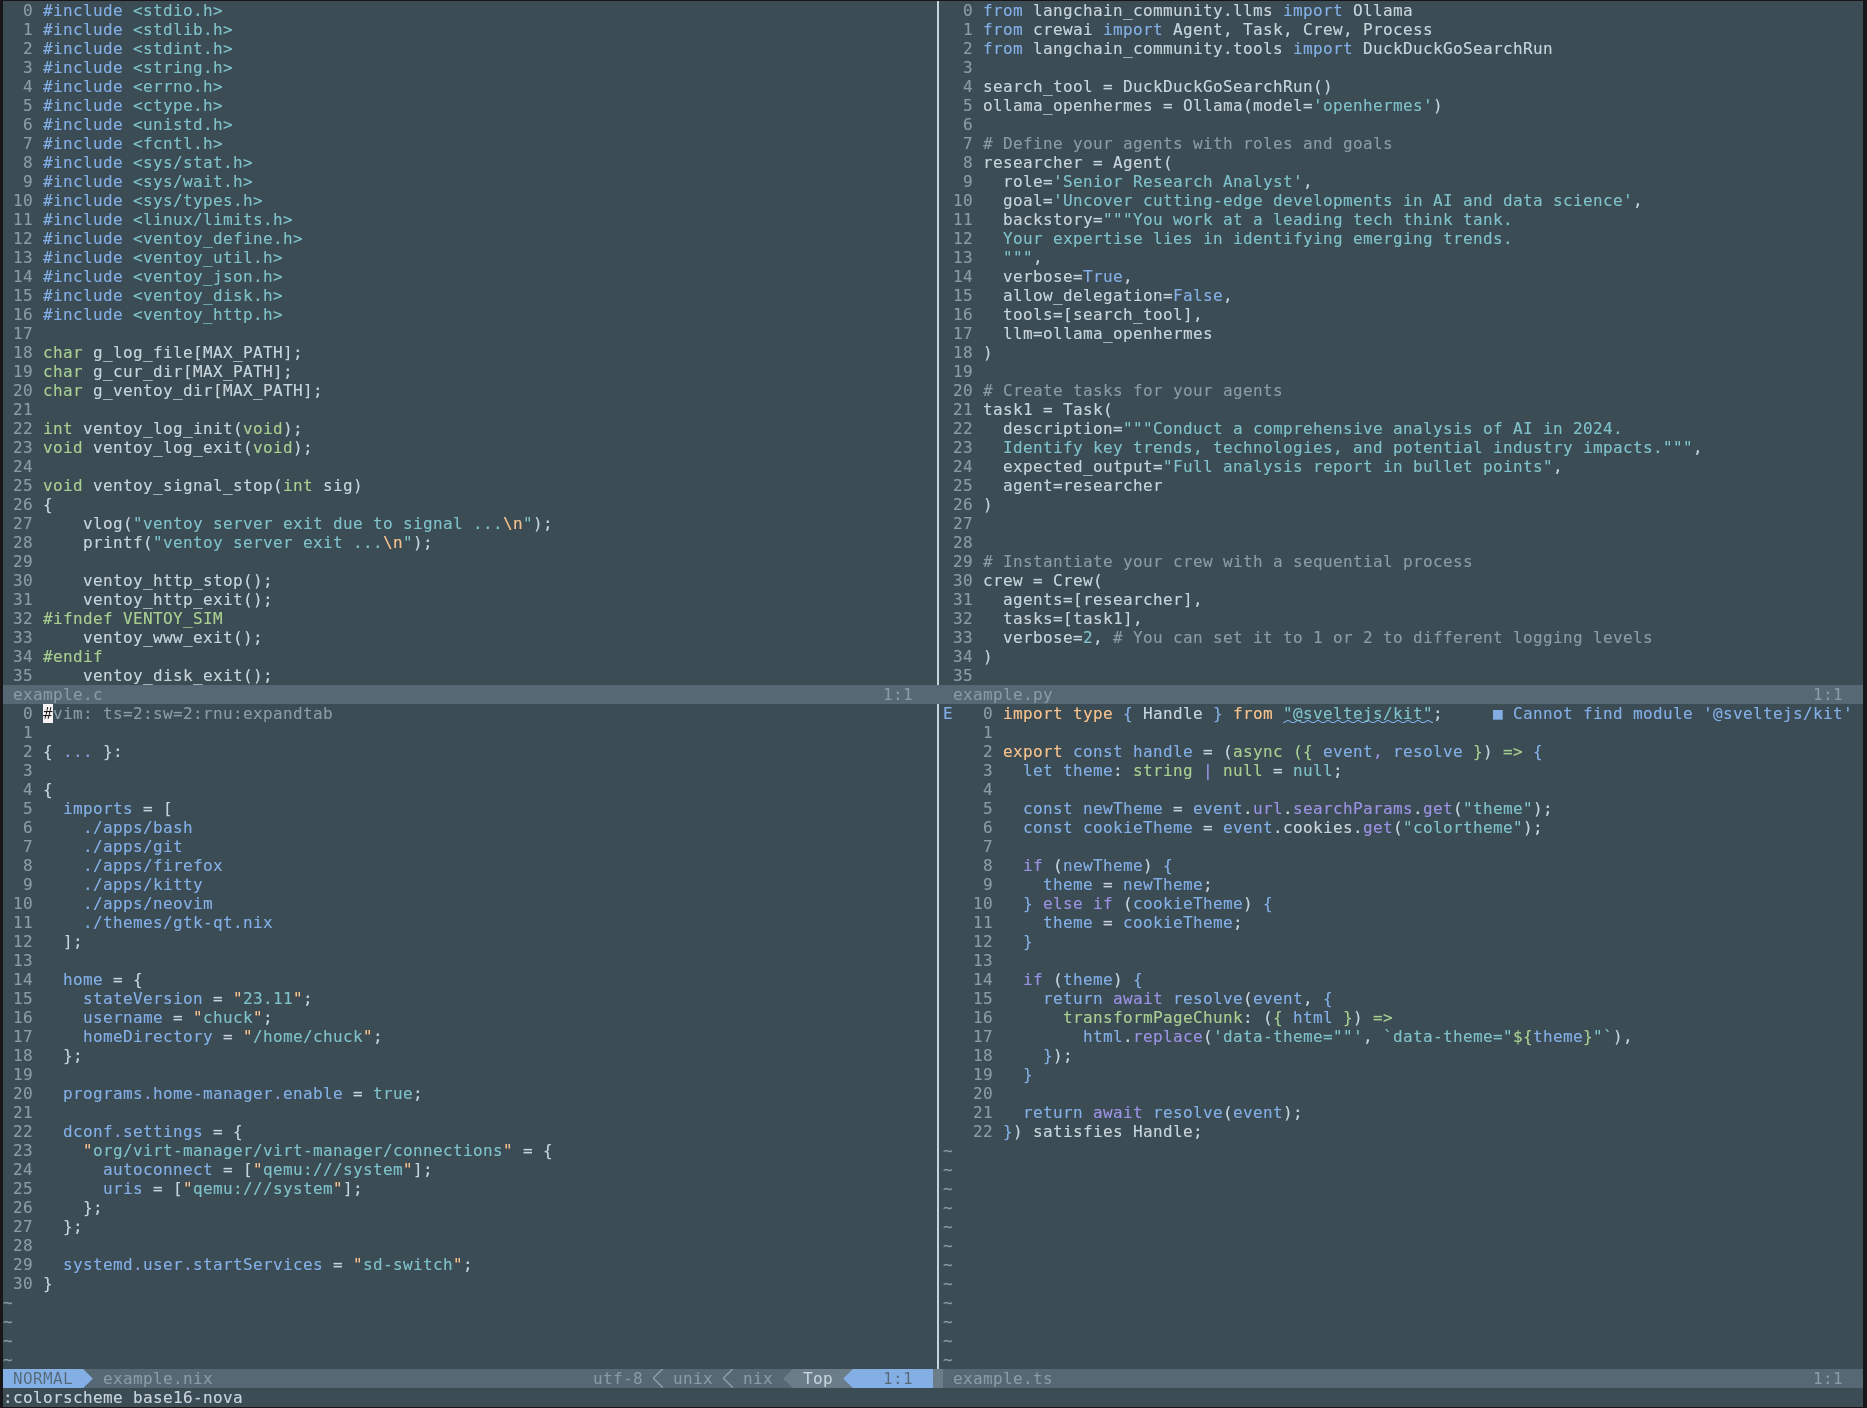 0 #include <stdio.h>
1 #include <stdlib.h>
2 #include <stdint.h>
3 #include <string.h>
4 #include <errno.h>
5 #include <ctype.h>
6 #include <unistd.h>
7 #include <fcntl.h>
8 #include <sys/stat.h>
9 #include <sys/wait.h>
10 #include <sys/types.h>
11 #include <linux/limits.h>
12 #include <ventoy_define.h>
13 #include <ventoy_util.h>
14 #include <ventoy_json.h>
15 #include <ventoy_disk.h>
16 #include <ventoy_http.h>
17
18 char g_log_file[MAX_PATH];
19 char g_cur_dir[MAX_PATH];
20 char g_ventoy_dir[MAX_PATH];
21
22 int ventoy_log_init(void);
23 void ventoy_log_exit(void);
24
25 void ventoy_signal_stop(int sig)
26 {
27     vlog("ventoy server exit due to signal ...\n");
28     printf("ventoy server exit ...\n");
29
30     ventoy_http_stop();
31     ventoy_http_exit();
32 #ifndef VENTOY_SIM
33     ventoy_www_exit();
34 #endif
35     ventoy_disk_exit();
example.c 1:1
0 from langchain_community.llms import Ollama
1 from crewai import Agent, Task, Crew, Process
2 from langchain_community.tools import DuckDuckGoSearchRun
3
4 search_tool = DuckDuckGoSearchRun()
5 ollama_openhermes = Ollama(model='openhermes')
6
7 # Define your agents with roles and goals
8 researcher = Agent(
9   role='Senior Research Analyst',
10   goal='Uncover cutting-edge developments in AI and data science',
11   backstory="""You work at a leading tech think tank.
12   Your expertise lies in identifying emerging trends.
13   """,
14   verbose=True,
15   allow_delegation=False,
16   tools=[search_tool],
17   llm=ollama_openhermes
18 )
19
20 # Create tasks for your agents
21 task1 = Task(
22   description="""Conduct a comprehensive analysis of AI in 2024.
23   Identify key trends, technologies, and potential industry impacts.""",
24   expected_output="Full analysis report in bullet points",
25   agent=researcher
26 )
27
28
29 # Instantiate your crew with a sequential process
30 crew = Crew(
31   agents=[researcher],
32   tasks=[task1],
33   verbose=2, # You can set it to 1 or 2 to different logging levels
34 )
35
example.py 1:1
0 #vim: ts=2:sw=2:rnu:expandtab
1
2 { ... }:
3
4 {
5   imports = [
6     ./apps/bash
7     ./apps/git
8     ./apps/firefox
9     ./apps/kitty
10     ./apps/neovim
11     ./themes/gtk-qt.nix
12   ];
13
14   home = {
15     stateVersion = "23.11";
16     username = "chuck";
17     homeDirectory = "/home/chuck";
18   };
19
20   programs.home-manager.enable = true;
21
22   dconf.settings = {
23     "org/virt-manager/virt-manager/connections" = {
24       autoconnect = ["qemu:///system"];
25       uris = ["qemu:///system"];
26     };
27   };
28
29   systemd.user.startServices = "sd-switch";
30 }
~
~
~
~
NORMAL example.nix utf-8 unix nix Top 1:1
E 0 import type { Handle } from "@sveltejs/kit";     ■ Cannot find module '@sveltejs/kit'
1
2 export const handle = (async ({ event, resolve }) => {
3   let theme: string | null = null;
4
5   const newTheme = event.url.searchParams.get("theme");
6   const cookieTheme = event.cookies.get("colortheme");
7
8   if (newTheme) {
9     theme = newTheme;
10   } else if (cookieTheme) {
11     theme = cookieTheme;
12   }
13
14   if (theme) {
15     return await resolve(event, {
16       transformPageChunk: ({ html }) =>
17         html.replace('data-theme=""', `data-theme="${theme}"`),
18     });
19   }
20
21   return await resolve(event);
22 }) satisfies Handle;
~
~
~
~
~
~
~
~
~
~
~
~
example.ts 1:1
:colorscheme base16-nova